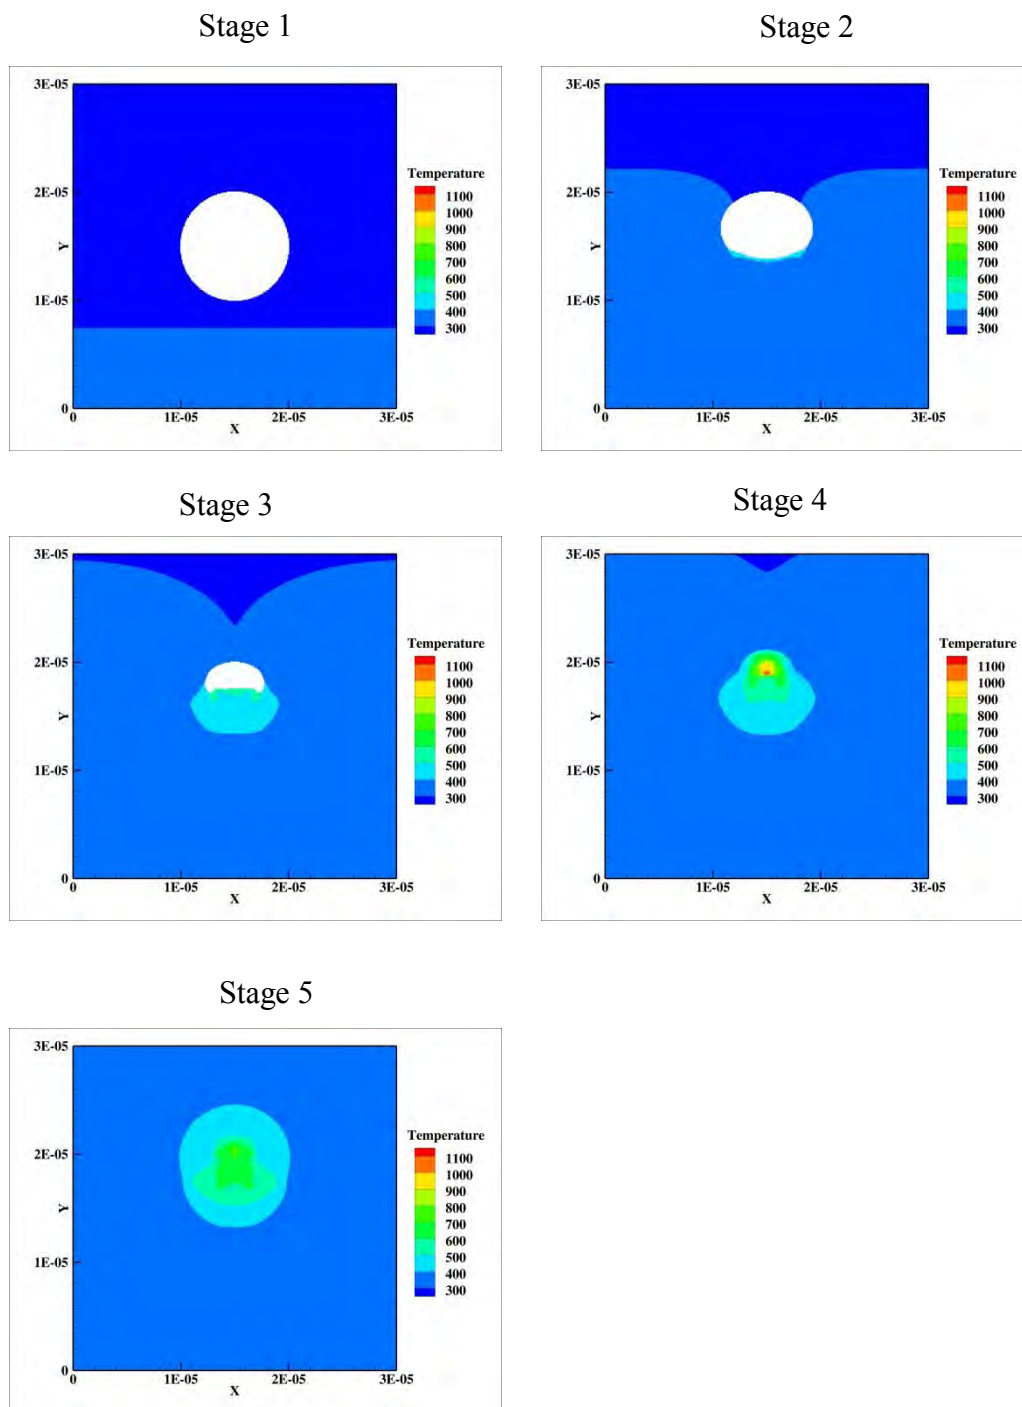 Stage 1
Stage 2
3E-05
2E-05
1E-05
0
Y
0
1E-05
2E-05
3E-05
X
Temperature
1100
1000
900
800
700
600
500
400
300
3E-05
2E-05
1E-05
0
Y
0
1E-05
2E-05
3E-05
X
Temperature
1100
1000
900
800
700
600
500
400
300
Stage 3
Stage 4
3E-05
2E-05
1E-05
0
Y
0
1E-05
2E-05
3E-05
X
Temperature
1100
1000
900
800
700
600
500
400
300
3E-05
2E-05
1E-05
0
Y
0
1E-05
2E-05
3E-05
X
Temperature
1100
1000
900
800
700
600
500
400
300
Stage 5
3E-05
2E-05
1E-05
0
Y
0
1E-05
2E-05
3E-05
X
Temperature
1100
1000
900
800
700
600
500
400
300